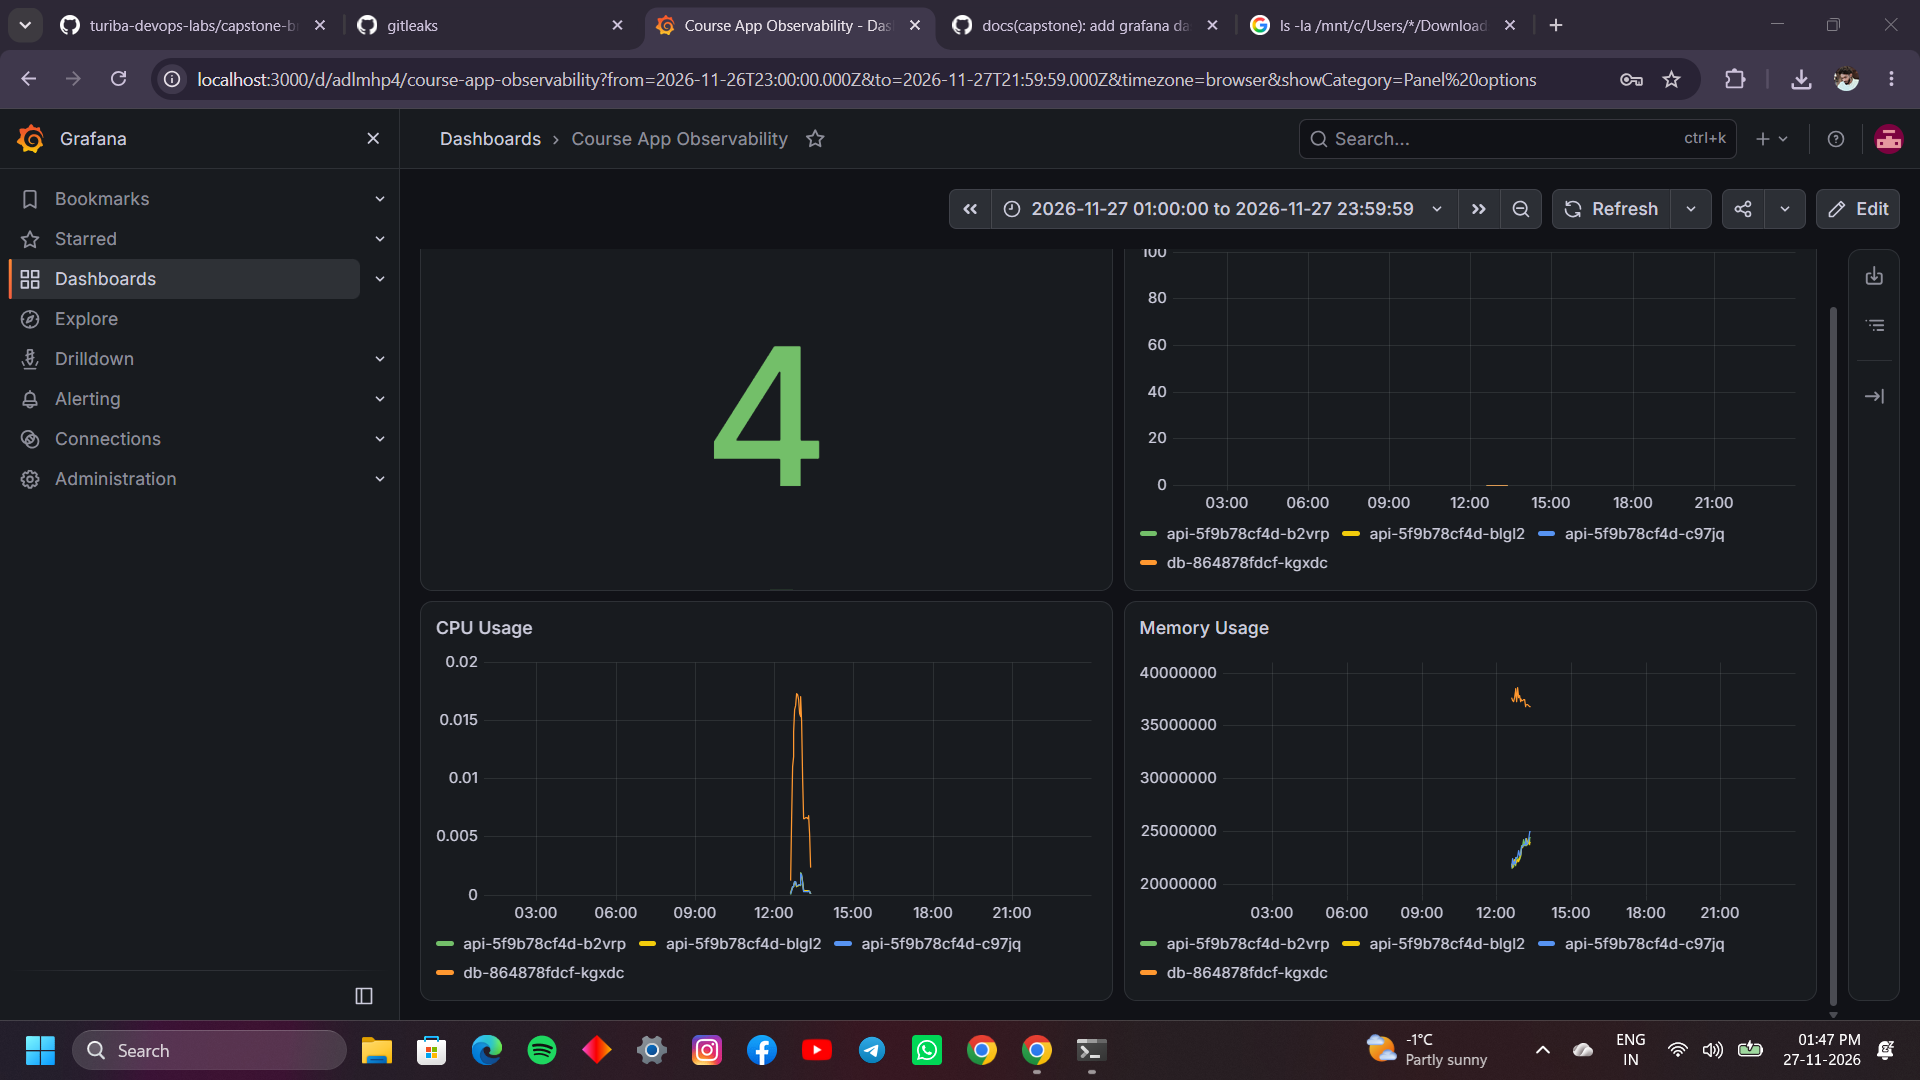 turiba-devops-labs/capstone-br
gitleaks
Course App Observability - Das
docs(capstone): add grafana da
ls -la /mnt/c/Users/*/Download
localhost:3000/d/adlmhp4/course-app-observability?from=2026-11-26T23:00:00.000Z&to=2026-11-27T21:59:59.000Z&timezone=browser&showCategory=Panel%20options
Grafana
Dashboards › Course App Observability
Search...
ctrl+k
Bookmarks
Starred
Dashboards
Explore
Drilldown
Alerting
Connections
Administration
2026-11-27 01:00:00 to 2026-11-27 23:59:59
Refresh
Edit
4
100
80
60
40
20
0
03:00 06:00 09:00 12:00 15:00 18:00 21:00
api-5f9b78cf4d-b2vrp api-5f9b78cf4d-blgl2 api-5f9b78cf4d-c97jq
db-864878fdcf-kgxdc
CPU Usage
0.02
0.015
0.01
0.005
0
03:00 06:00 09:00 12:00 15:00 18:00 21:00
api-5f9b78cf4d-b2vrp api-5f9b78cf4d-blgl2 api-5f9b78cf4d-c97jq
db-864878fdcf-kgxdc
Memory Usage
40000000
35000000
30000000
25000000
20000000
03:00 06:00 09:00 12:00 15:00 18:00 21:00
api-5f9b78cf4d-b2vrp api-5f9b78cf4d-blgl2 api-5f9b78cf4d-c97jq
db-864878fdcf-kgxdc
Search
-1°C
Partly sunny
ENG
IN
01:47 PM
27-11-2026